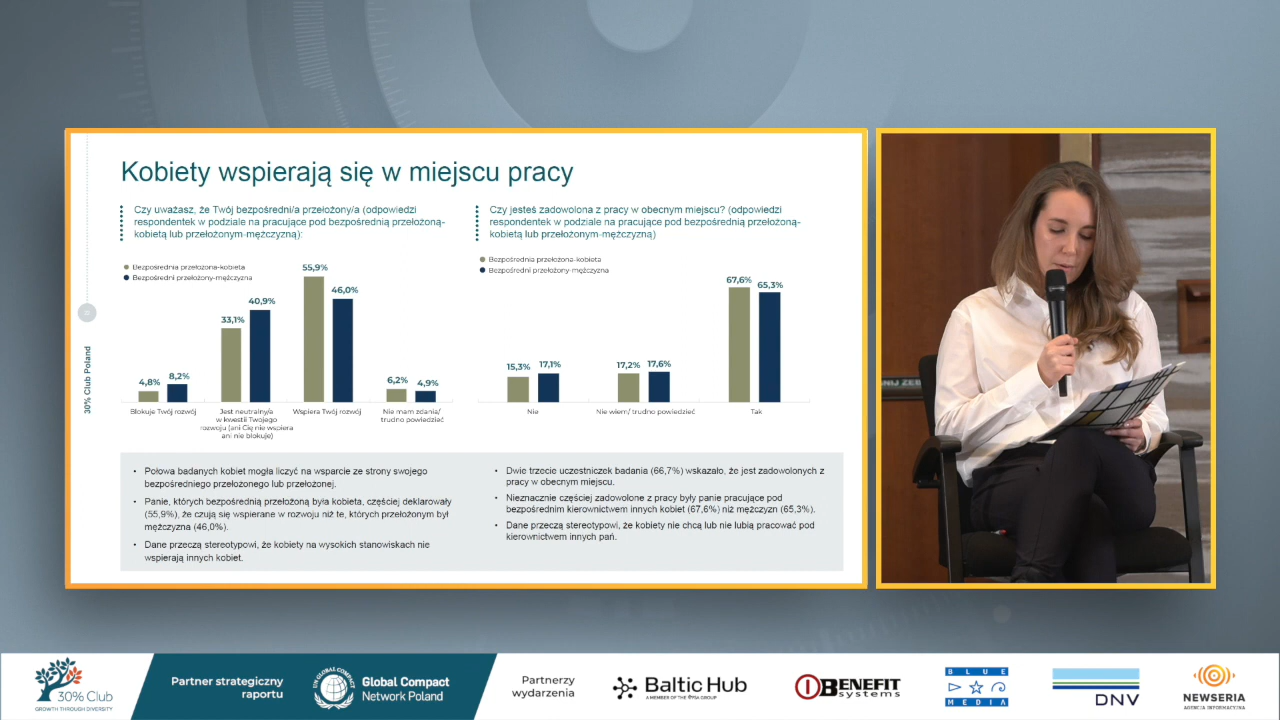 Kobiety wspierają się w miejscu pracy
Czy uważasz, że Twój bezpośredni/a przełożony/a (odpowiedzi
respondentek w podziale na pracujące pod bezpośrednią przełożoną-
kobietą lub przełożonym-mężczyzną):
Bezpośrednia przełożona-kobieta
Bezpośredni przełożony-mężczyzna
4,8%
8,2%
33,1%
40,9%
55,9%
46,0%
6,2%
4,9%
Blokuje Twój rozwój
Jest neutralny/a
w kwestii Twojego
rozwoju (ani Cię nie wspiera
ani nie blokuje)
Wspiera Twój rozwój
Nie mam zdania/
trudno powiedzieć
Czy jesteś zadowolona z pracy w obecnym miejscu? (odpowiedzi
respondentek w podziale na pracujące pod bezpośrednią przełożoną-
kobietą lub przełożonym-mężczyzną)
Bezpośrednia przełożona-kobieta
Bezpośredni przełożony-mężczyzna
15,3%
17,1%
17,2%
17,6%
67,6%
65,3%
Nie
Nie wiem/ trudno powiedzieć
Tak
30% Club Poland
• Połowa badanych kobiet mogła liczyć na wsparcie ze strony swojego
bezpośredniego przełożonego lub przełożonej.
• Panie, których bezpośrednią przełożoną była kobieta, częściej deklarowały
(55,9%), że czują się wspierane w rozwoju niż te, których przełożonym był
mężczyzna (46,0%).
• Dane przeczą stereotypowi, że kobiety na wysokich stanowiskach nie
wspierają innych kobiet.
• Dwie trzecie uczestniczek badania (66,7%) wskazało, że jest zadowolonych z
pracy w obecnym miejscu.
• Nieznacznie częściej zadowolone z pracy były panie pracujące pod
bezpośrednim kierownictwem innych kobiet (67,6%) niż mężczyzn (65,3%).
• Dane przeczą stereotypowi, że kobiety nie chcą lub nie lubią pracować pod
kierownictwem innych pań.
30% Club
GROWTH THROUGH DIVERSITY
Partner strategiczny
raportu
Global Compact
Network Poland
Partnerzy
wydarzenia
Baltic Hub
A MEMBER OF THE PSA GROUP
BENEFIT
systems
BLUE
MEDIA
DNV
NEWSERIA
AGENCJA INFORMACYJNA